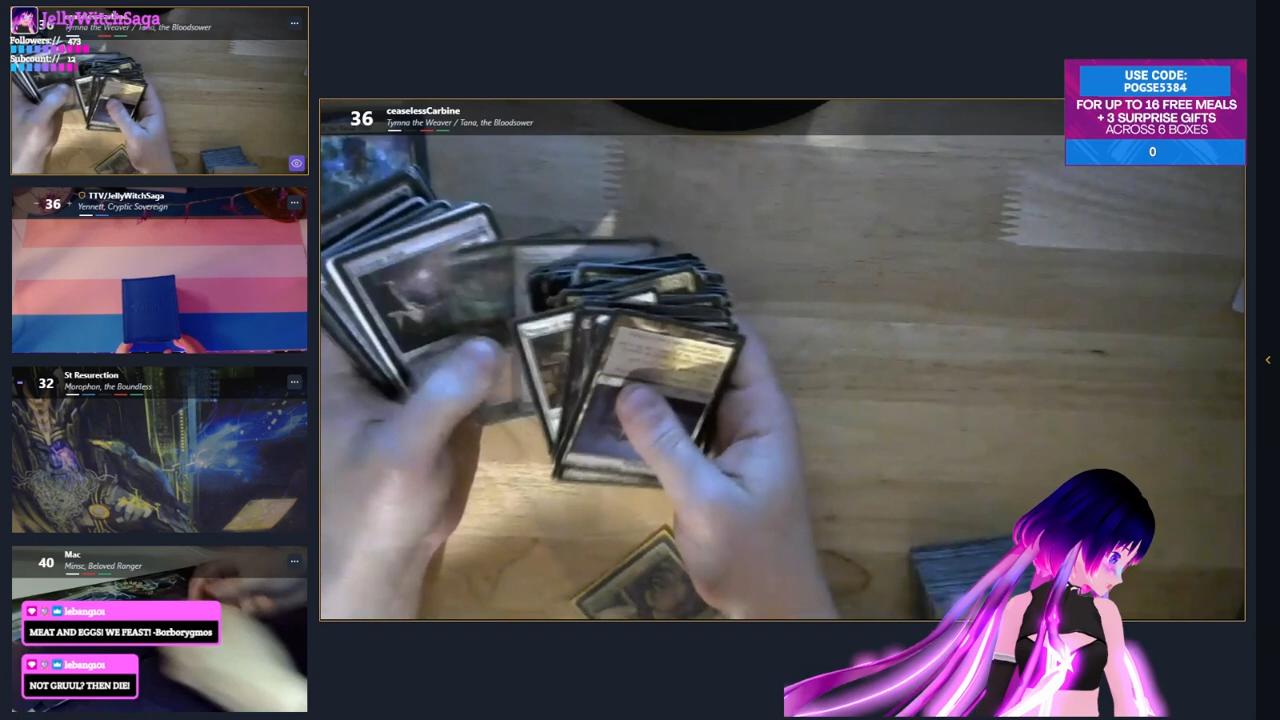 JellyWitchSaga
36
Tymna the Weaver / Tana, the Bloodsower
Followers:// 473
Subcount:// 12
36
TTV/JellyWitchSaga
Yennett, Cryptic Sovereign
32
St Resurection
Morophon, the Boundless
40
Mac
Minsc, Beloved Ranger
lebang101
MEAT AND EGGS! WE FEAST! -Borborygmos
lebang101
NOT GRUUL? THEN DIE!
36
ceaselessCarbine
Tymna the Weaver / Tana, the Bloodsower
USE CODE:
POGSE5384
FOR UP TO 16 FREE MEALS
+ 3 SURPRISE GIFTS
ACROSS 6 BOXES
0